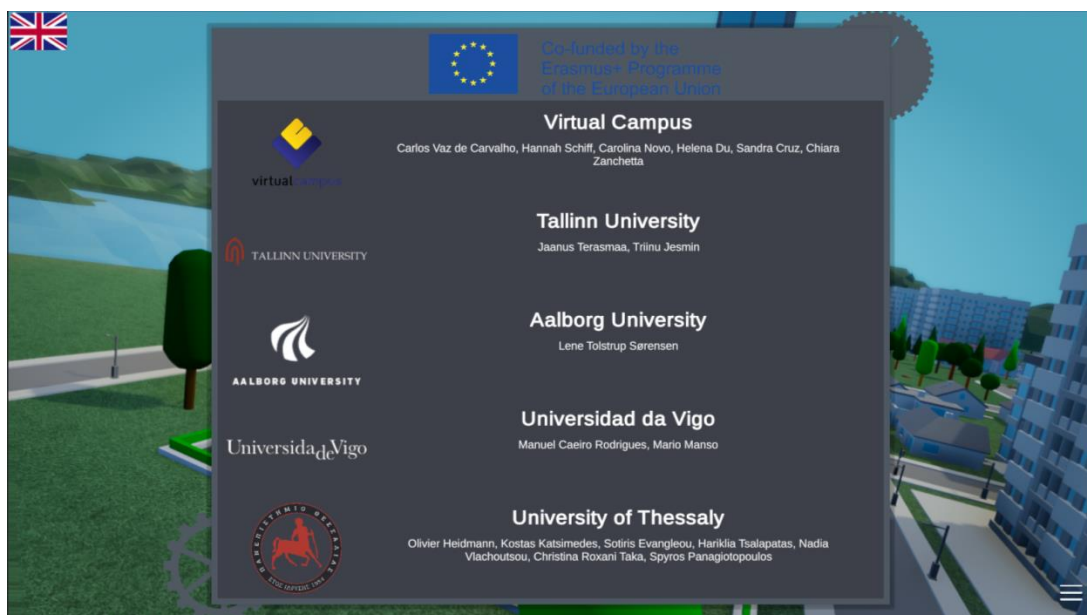 Co-funded by the
Erasmus+ Programme
of the European Union
Virtual Campus
Carlos Vaz de Carvalho, Hannah Schiff, Carolina Novo, Helena Du, Sandra Cruz, Chiara
Zanchetta
virtualcampus
Tallinn University
Jaanus Terasmaa, Triinu Jesmin
TALLINN UNIVERSITY
Aalborg University
Lene Tolstrup Sørensen
AALBORG UNIVERSITY
Universidad da Vigo
Manuel Caeiro Rodrigues, Mario Manso
UniversidadeVigo
University of Thessaly
Olivier Heidmann, Kostas Katsimedes, Sotiris Evangleou, Hariklia Tsalapatas, Nadia
Vlachoutsou, Christina Roxani Taka, Spyros Panagiotopoulos
ΠΑΝΕΠΙΣΤΗΜΙΟ ΘΕΣΣΑΛΙΑΣ